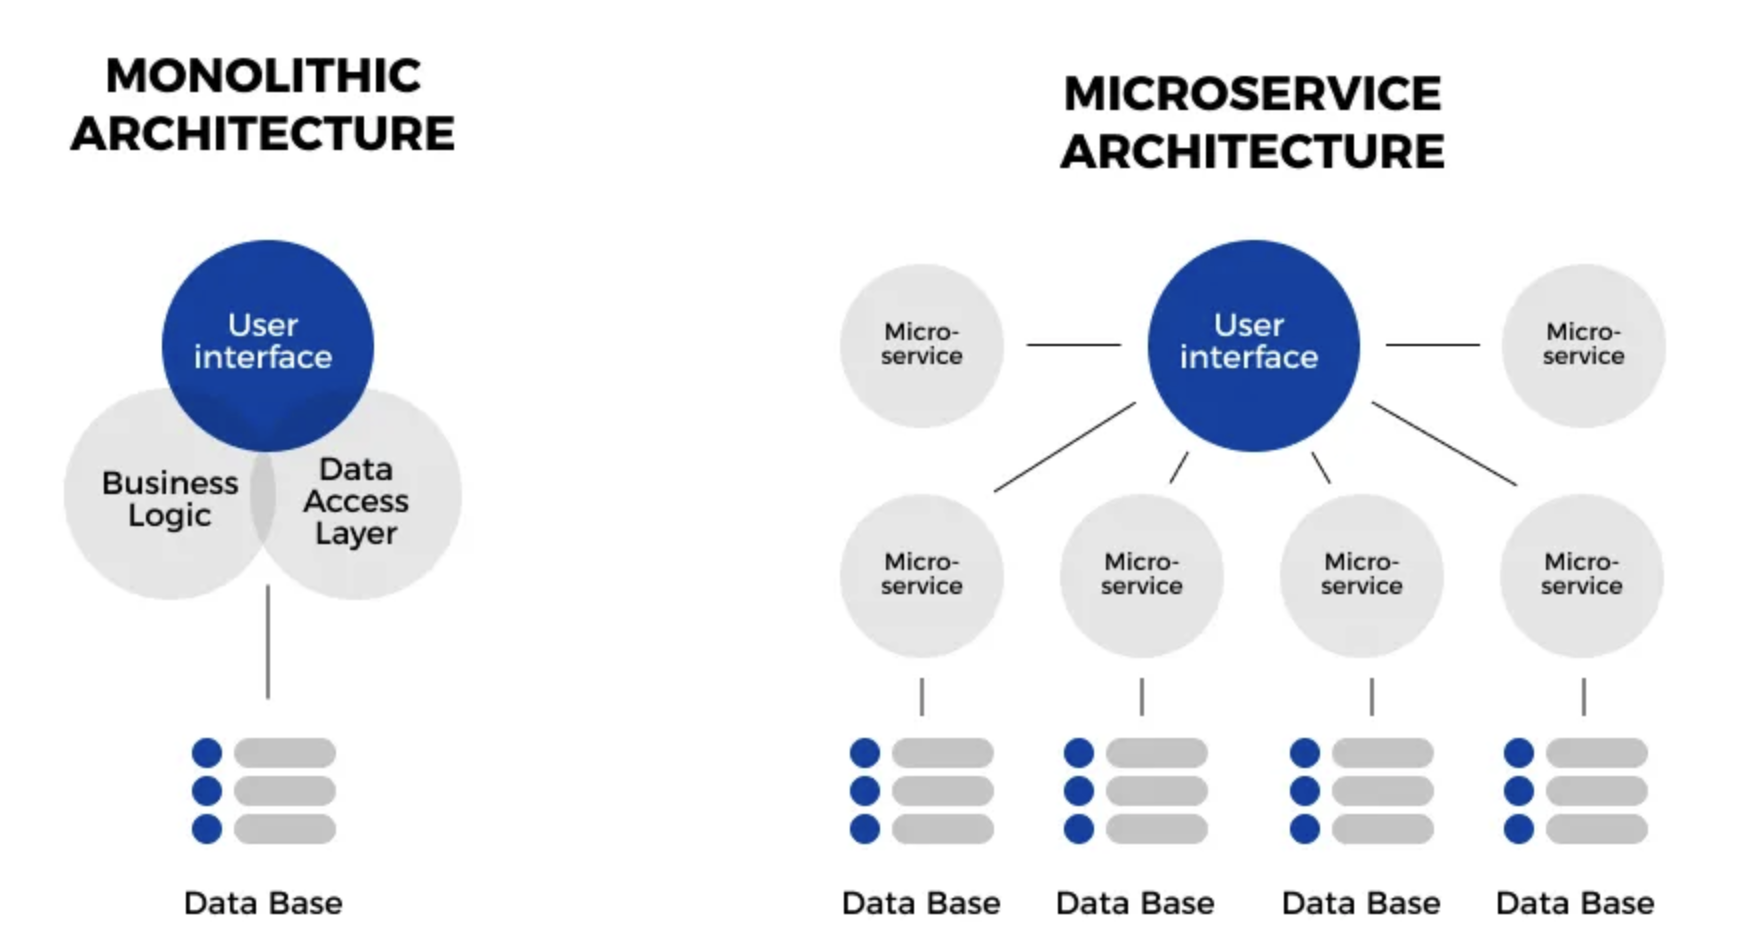 MONOLITHIC
ARCHITECTURE
User
interface
Business
Logic
Data
Access
Layer
Data Base
MICROSERVICE
ARCHITECTURE
Micro-
service
User
interface
Micro-
service
Micro-
service
Micro-
service
Micro-
service
Micro-
service
Data Base
Data Base
Data Base
Data Base